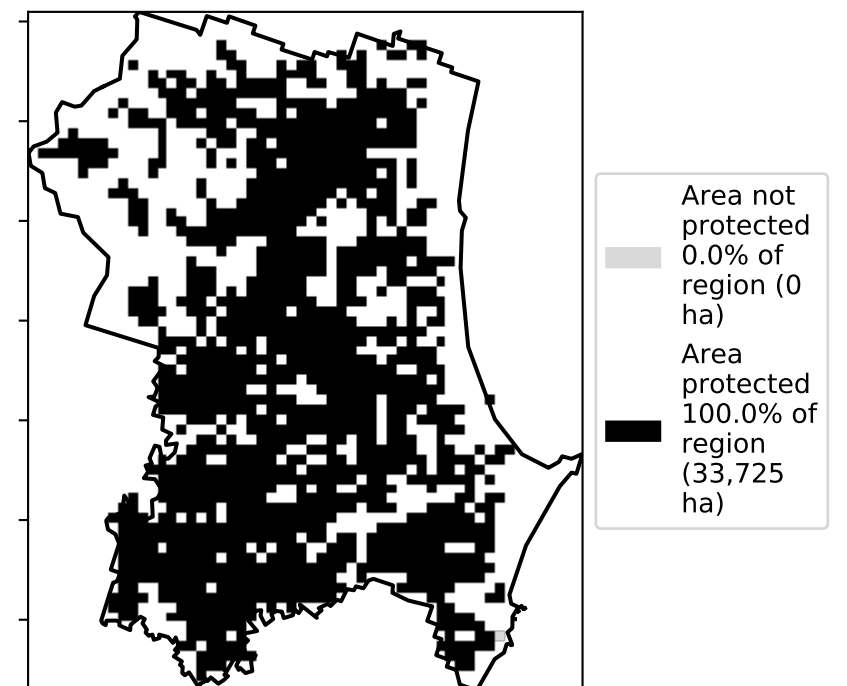 Area not
protected
0.0% of
region (0
ha)
Area
protected
100.0% of
region
(33,725
ha)